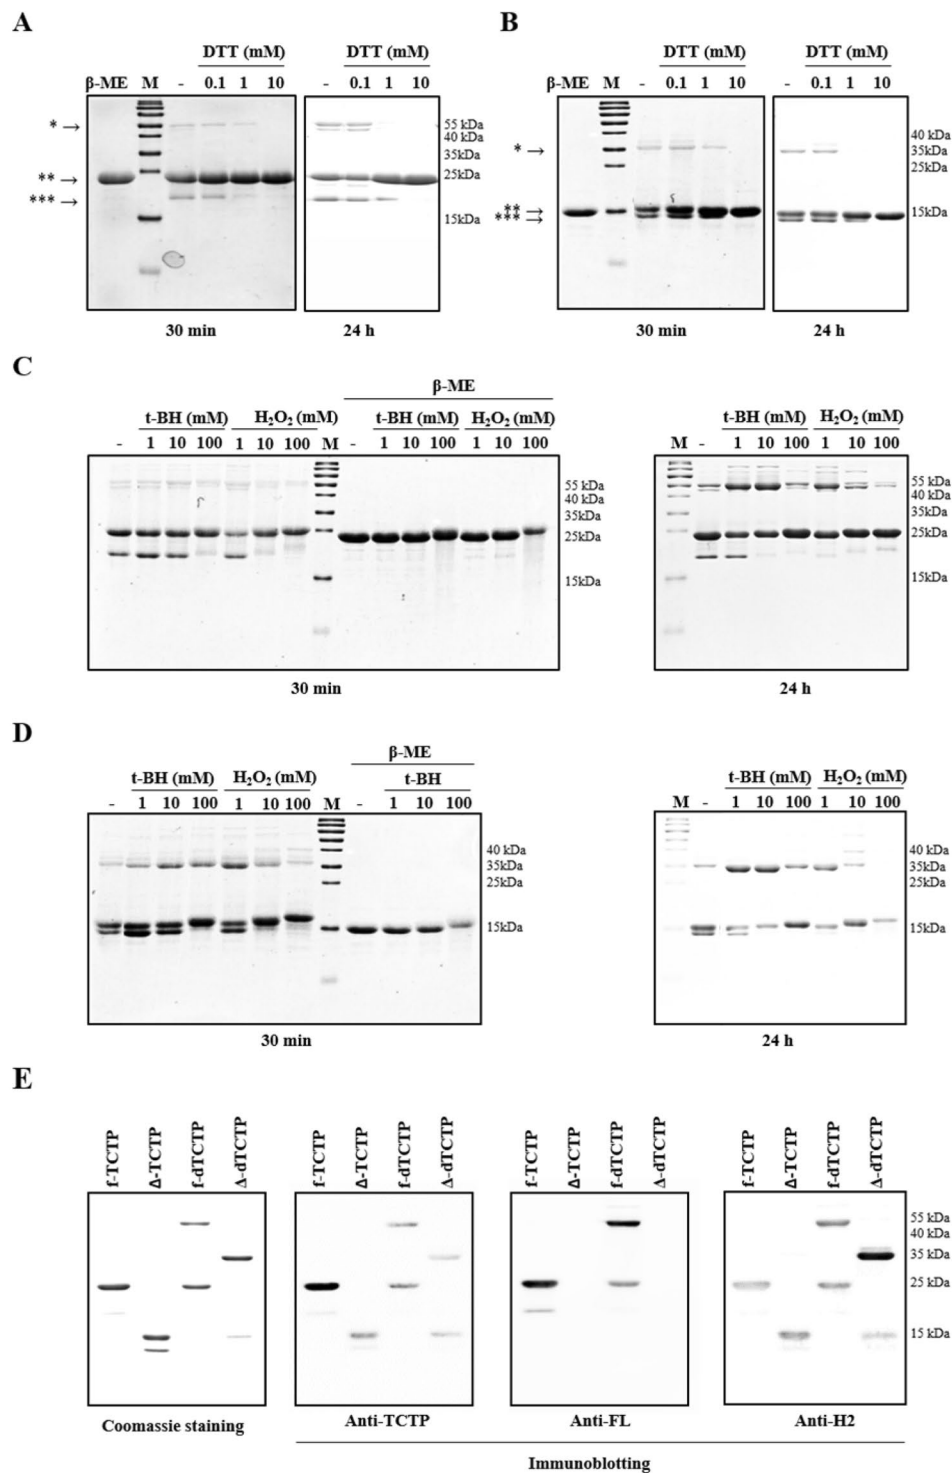 A
DTT (mM)
β-ME M - 0.1 1 10
- 0.1 1 10
DTT (mM)
* →
** →
*** →
55 kDa
40 kDa
35kDa
25kDa
15kDa
30 min
24 h
B
DTT (mM)
β-ME M - 0.1 1 10
DTT (mM)
- 0.1 1 10
* →
** →
*** →
40 kDa
35kDa
25kDa
15kDa
30 min
24 h
C
β-ME
t-BH (mM) H₂O₂ (mM) t-BH (mM) H₂O₂ (mM)
- 1 10 100 1 10 100 M - 1 10 100 1 10 100
55 kDa
40 kDa
35kDa
25kDa
15kDa
30 min
t-BH (mM) H₂O₂ (mM)
M - 1 10 100 1 10 100
55 kDa
40 kDa
35kDa
25kDa
15kDa
24 h
D
β-ME
t-BH (mM) H₂O₂ (mM) t-BH
- 1 10 100 1 10 100 M - 1 10 100
40 kDa
35kDa
25kDa
15kDa
30 min
t-BH (mM) H₂O₂ (mM)
M - 1 10 100 1 10 100
40 kDa
35kDa
25kDa
15kDa
24 h
E
f-TCTP
Δ-TCTP
f-dTCTP
Δ-dTCTP
f-TCTP
Δ-TCTP
f-dTCTP
Δ-dTCTP
f-TCTP
Δ-TCTP
f-dTCTP
Δ-dTCTP
f-TCTP
Δ-TCTP
f-dTCTP
Δ-dTCTP
55 kDa
40 kDa
35 kDa
25 kDa
15 kDa
Coomassie staining
Anti-TCTP
Anti-FL
Anti-H2
Immunoblotting